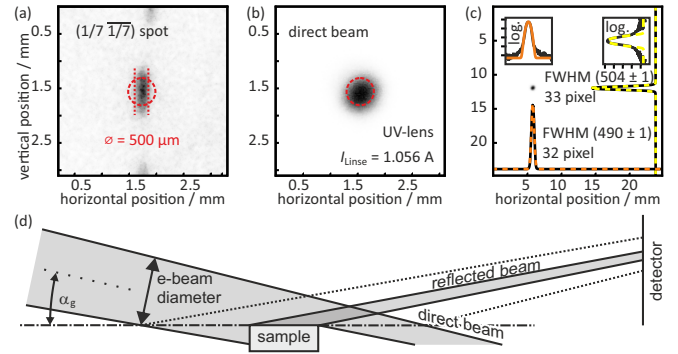 (a)
(1/7 1/7) spot
0.5
1.5
2.5
ø = 500 µm
0.5 1.5 2.5
vertical position / mm
horizontal position / mm
(b)
direct beam
UV-lens
I_Linse = 1.056 A
0.5 1.5 2.5
horizontal position / mm
(c)
log.
log.
5
10
15
20
FWHM (504 ± 1)
33 pixel
FWHM (490 ± 1)
32 pixel
5 10 15 20
horizontal position / mm
(d)
e-beam
diameter
αg
reflected beam
direct beam
sample
detector